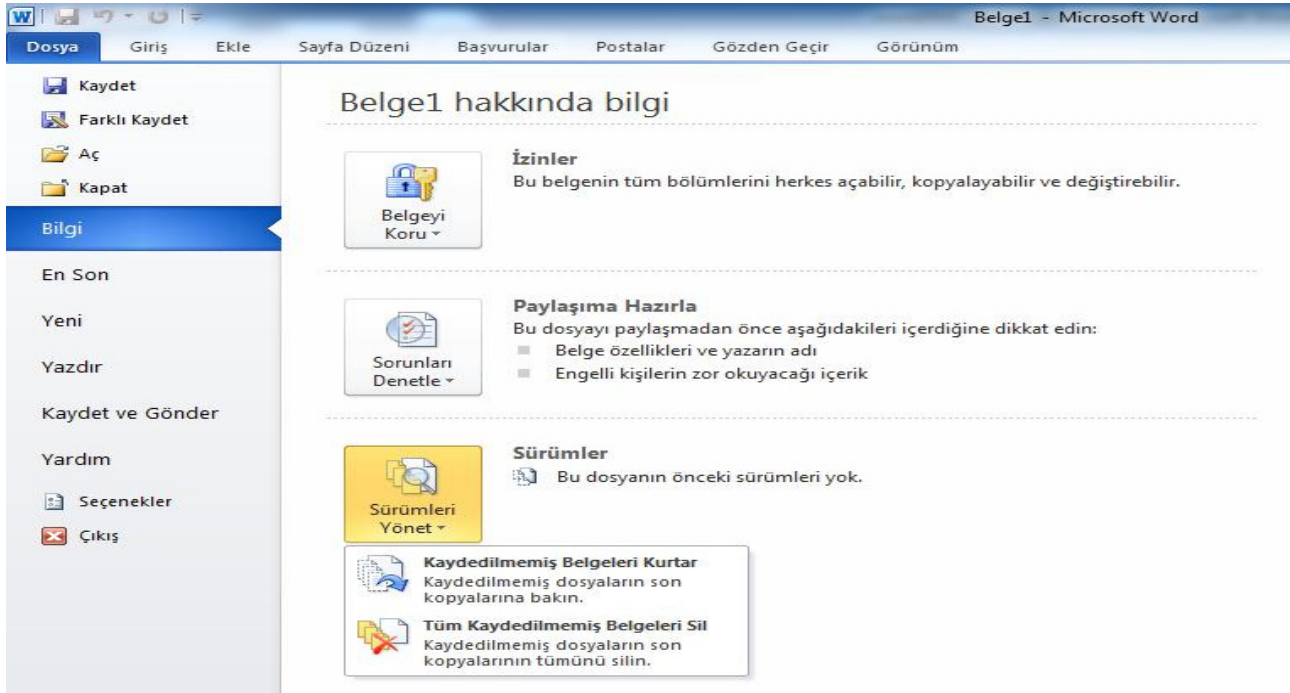 Belge1 - Microsoft Word
Dosya Giriş Ekle Sayfa Düzeni Başvurular Postalar Gözden Geçir Görünüm
Kaydet
Farklı Kaydet
Aç
Kapat
Bilgi
En Son
Yeni
Yazdır
Kaydet ve Gönder
Yardım
Seçenekler
Çıkış
Belge1 hakkında bilgi
Belgeyi
Koru
İzinler
Bu belgenin tüm bölümlerini herkes açabilir, kopyalayabilir ve değiştirebilir.
Sorunları
Denetle
Paylaşıma Hazırla
Bu dosyayı paylaşmadan önce aşağıdakileri içerdiğine dikkat edin:
Belge özellikleri ve yazarın adı
Engelli kişilerin zor okuyacağı içerik
Sürümleri
Yönet
Sürümler
Bu dosyanın önceki sürümleri yok.
Kaydedilmemiş Belgeleri Kurtar
Kaydedilmemiş dosyaların son
kopyalarına bakın.
Tüm Kaydedilmemiş Belgeleri Sil
Kaydedilmemiş dosyaların son
kopyalarının tümünü silin.